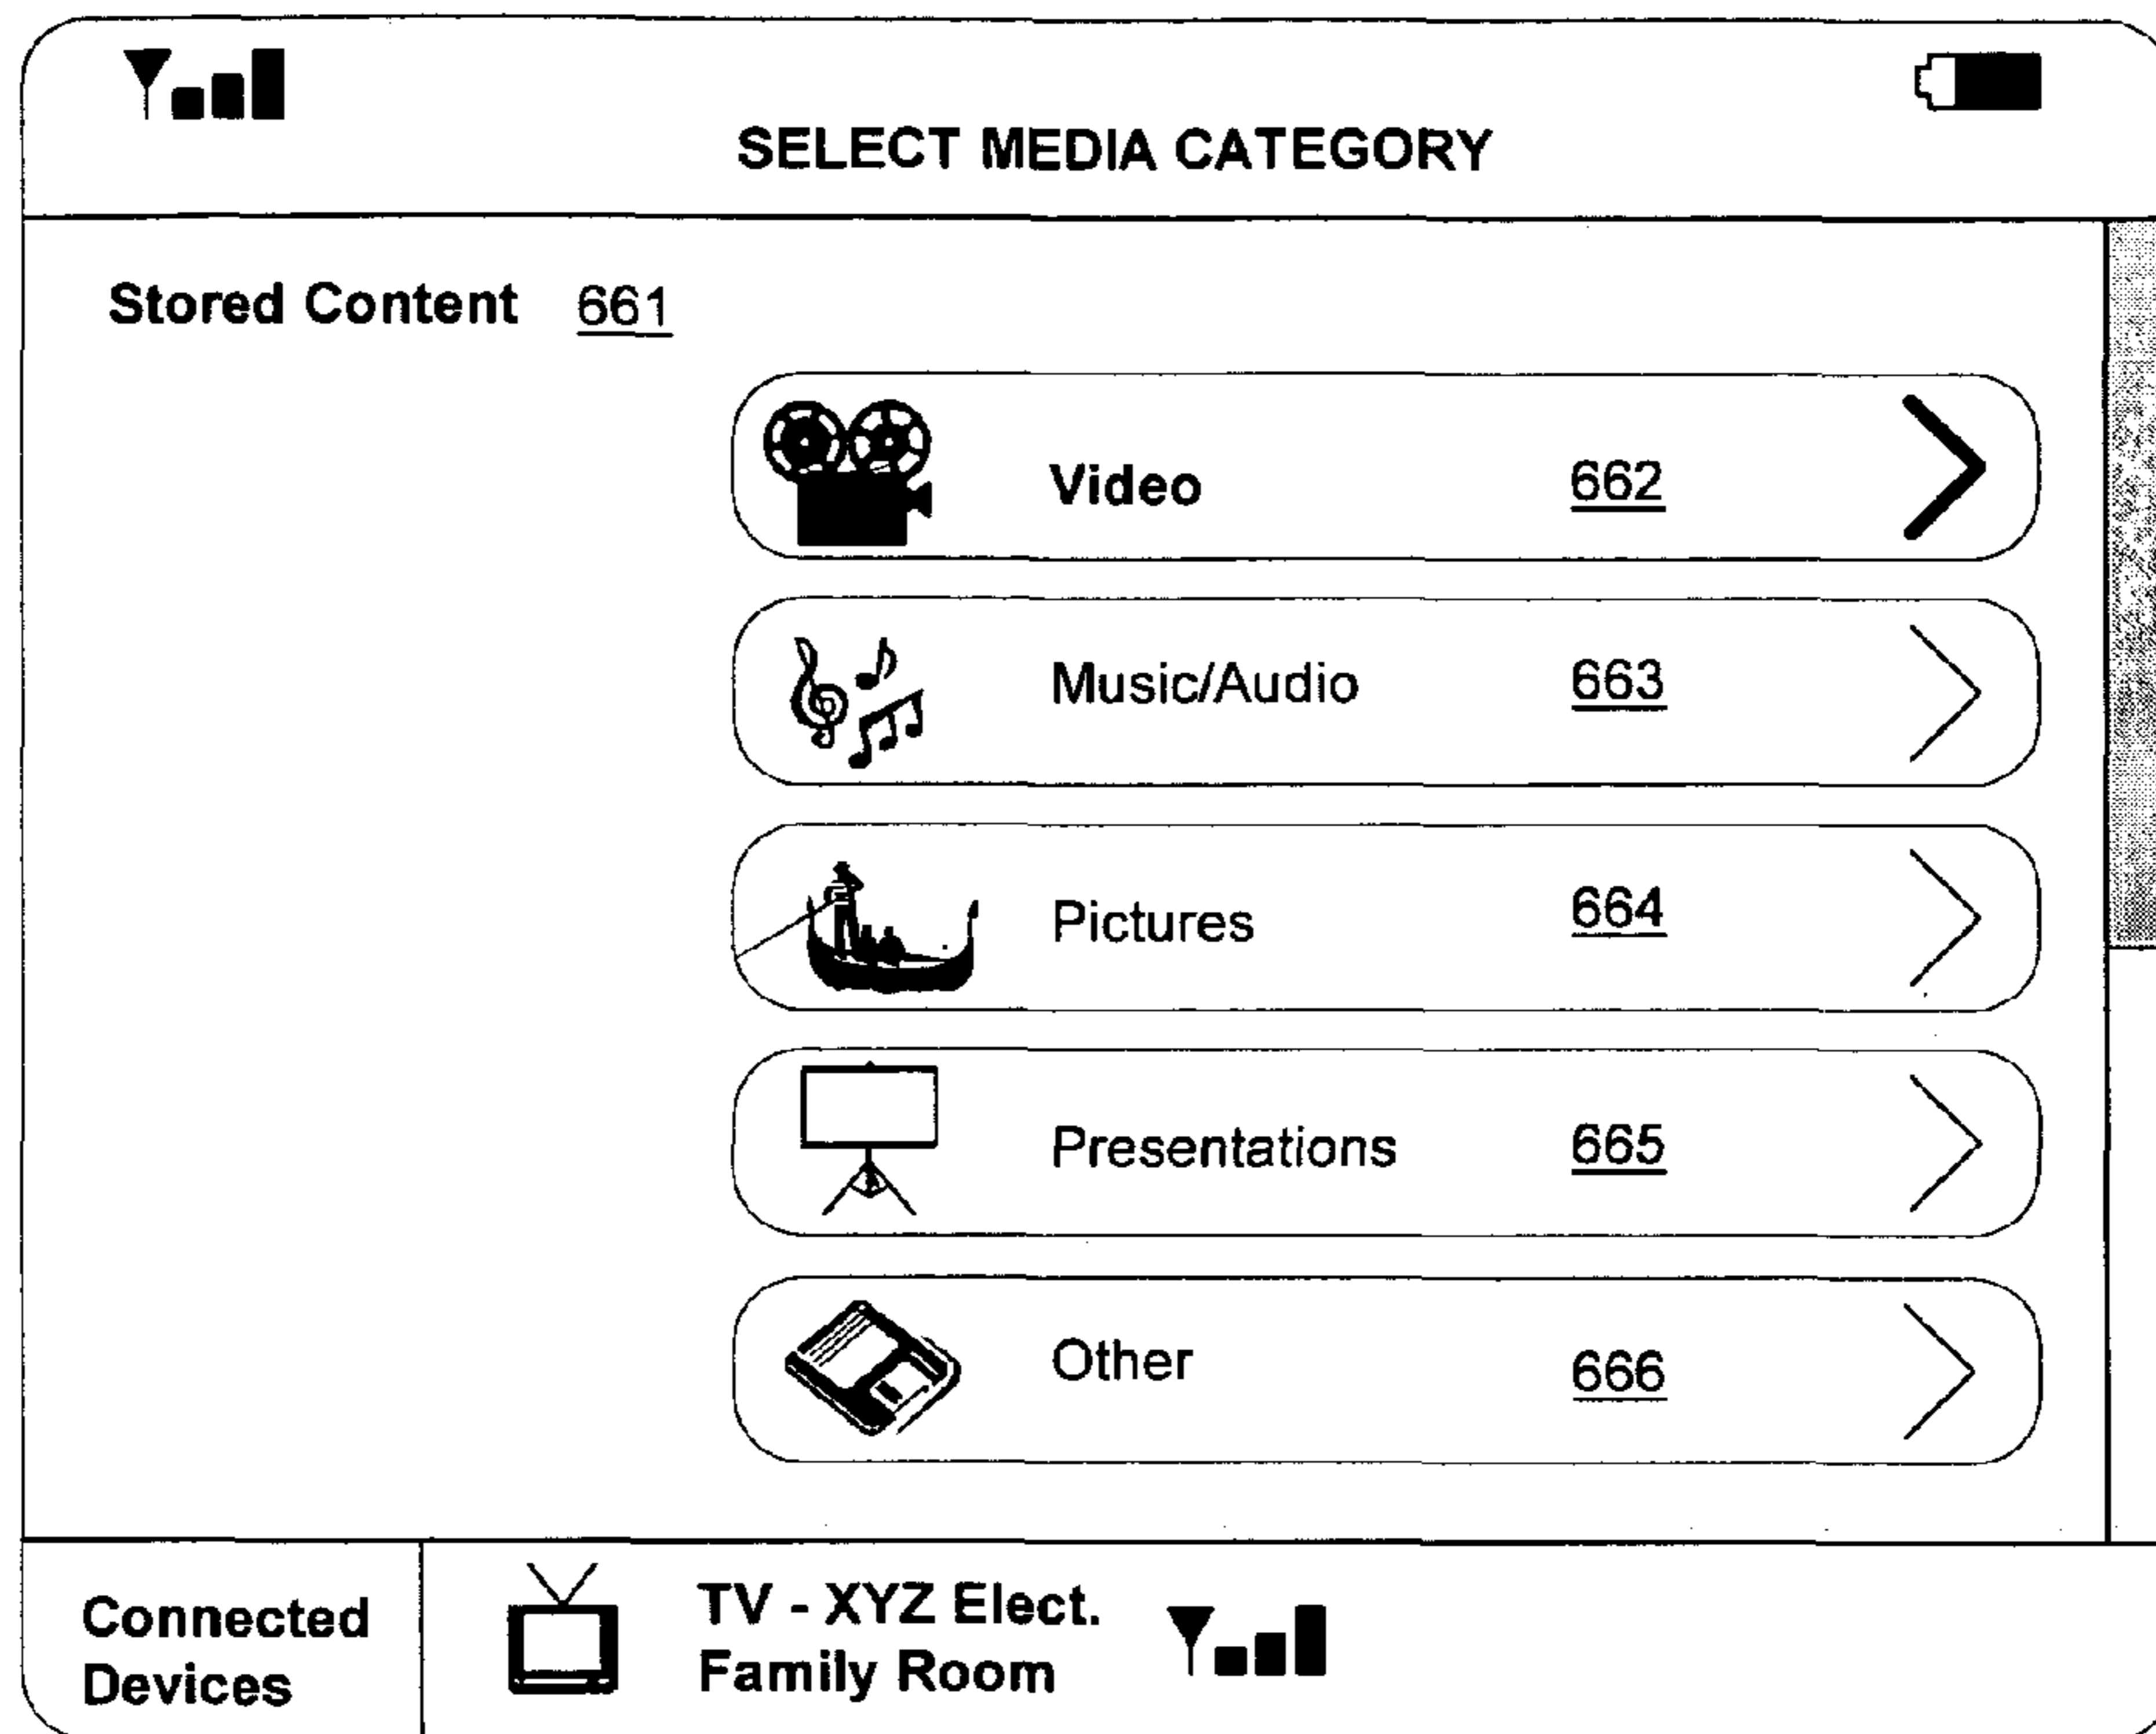 SELECT MEDIA CATEGORY
Stored Content 661
Video 662
Music/Audio 663
Pictures 664
Presentations 665
Other 666
Connected
Devices
TV - XYZ Elect.
Family Room